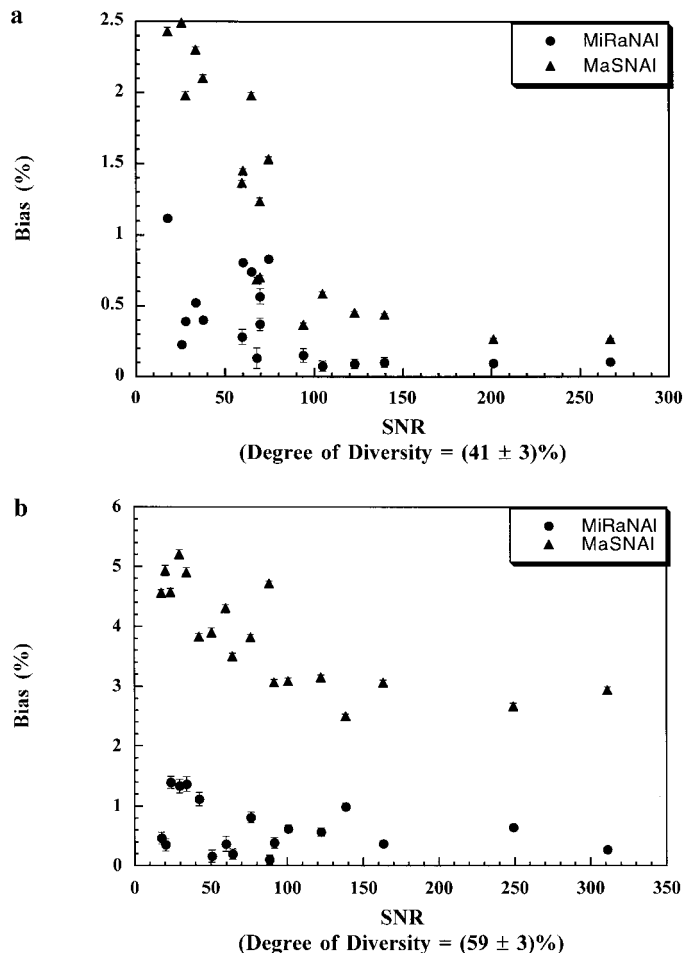 a
2.5
2
1.5
1
0.5
0
Bias (%)
MiRaNAI
MaSNAI
0 50 100 150 200 250 300
SNR
(Degree of Diversity = (41 ± 3)%)
b
6
5
4
3
2
1
0
Bias (%)
MiRaNAI
MaSNAI
0 50 100 150 200 250 300 350
SNR
(Degree of Diversity = (59 ± 3)%)